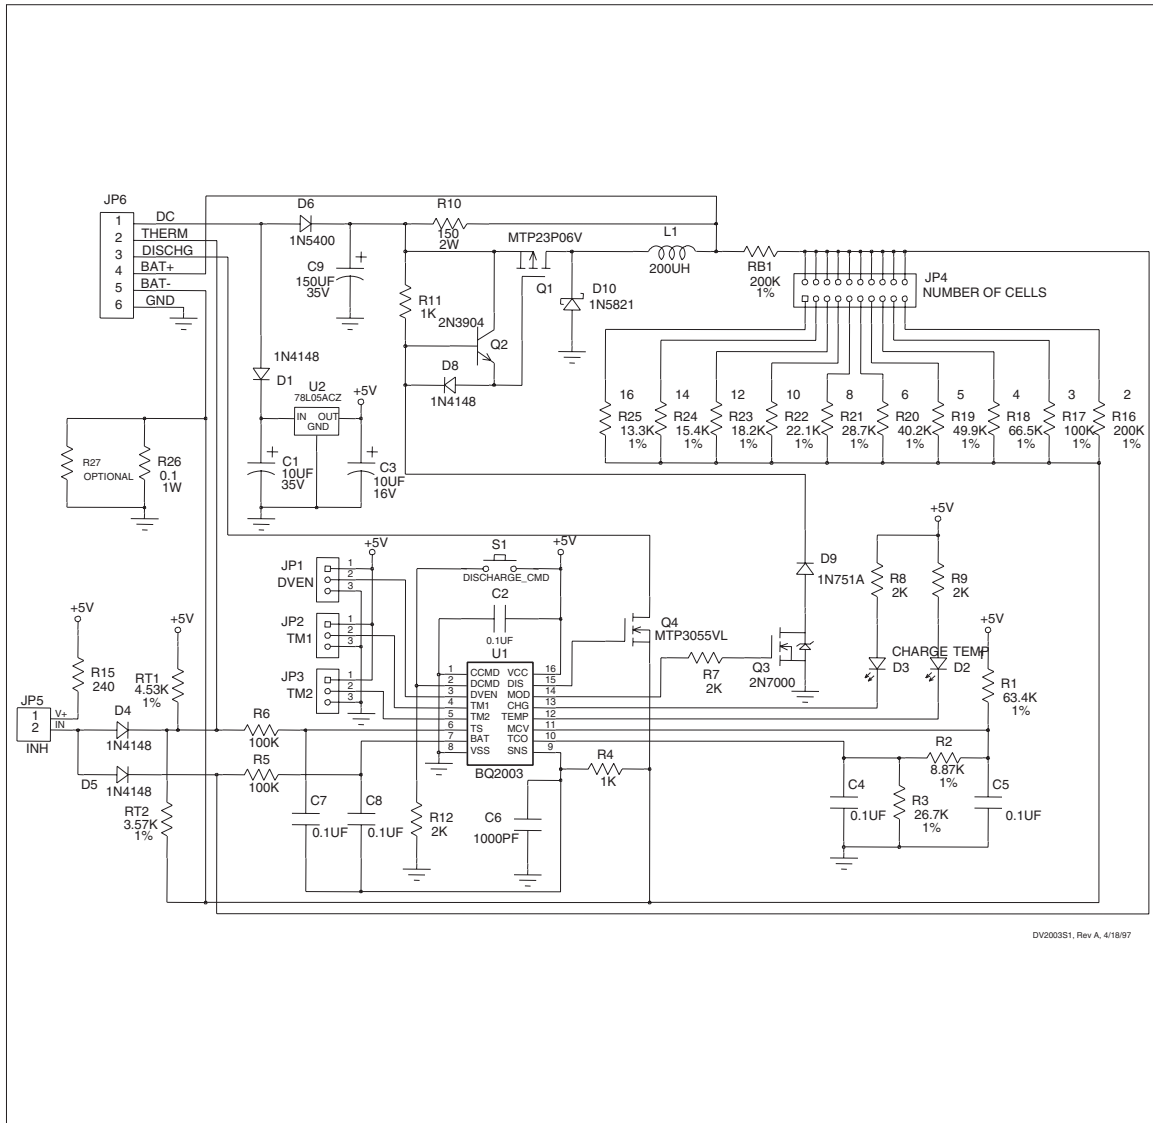 JP6
1 DC
2 THERM
3 DISCHG
4 BAT+
5 BAT-
6 GND
D6
1N5400
R10
150
2W
MTP23P06V
Q1
L1
200UH
RB1
200K
1%
JP4
NUMBER OF CELLS
C9
150UF
35V
+
R11
1K
2N3904
Q2
D8
1N4148
D10
1N5821
1N4148
D1
U2
78L05ACZ
IN OUT
GND
+5V
+
C1
10UF
35V
+
C3
10UF
16V
R27
OPTIONAL
R26
0.1
1W
16
R25
13.3K
1%
14
R24
15.4K
1%
12
R23
18.2K
1%
10
R22
22.1K
1%
8
R21
28.7K
1%
6
R20
40.2K
1%
5
R19
49.9K
1%
4
R18
66.5K
1%
3
R17
100K
1%
2
R16
200K
1%
JP1
DVEN
1
2
3
+5V
JP2
TM1
1
2
3
JP3
TM2
1
2
3
S1
DISCHARGE_CMD
+5V
C2
0.1UF
U1
1 CCMD VCC 16
2 DCMD DIS 15
3 DVEN MOD 14
4 TM1 CHG 13
5 TM2 TEMP 12
6 TS MCV 11
7 BAT TCO 10
8 VSS SNS 9
BQ2003
Q4
MTP3055VL
R7
2K
Q3
2N7000
D9
1N751A
+5V
R8
2K
R9
2K
CHARGE TEMP
D3
D2
+5V
R1
63.4K
1%
R2
8.87K
1%
C4
0.1UF
R3
26.7K
1%
C5
0.1UF
+5V
R15
240
+5V
RT1
4.53K
1%
JP5
1 V+
2 IN
INH
D4
1N4148
D5
1N4148
R6
100K
R5
100K
RT2
3.57K
1%
C7
0.1UF
C8
0.1UF
R12
2K
C6
1000PF
R4
1K
DV2003S1, Rev A, 4/18/97